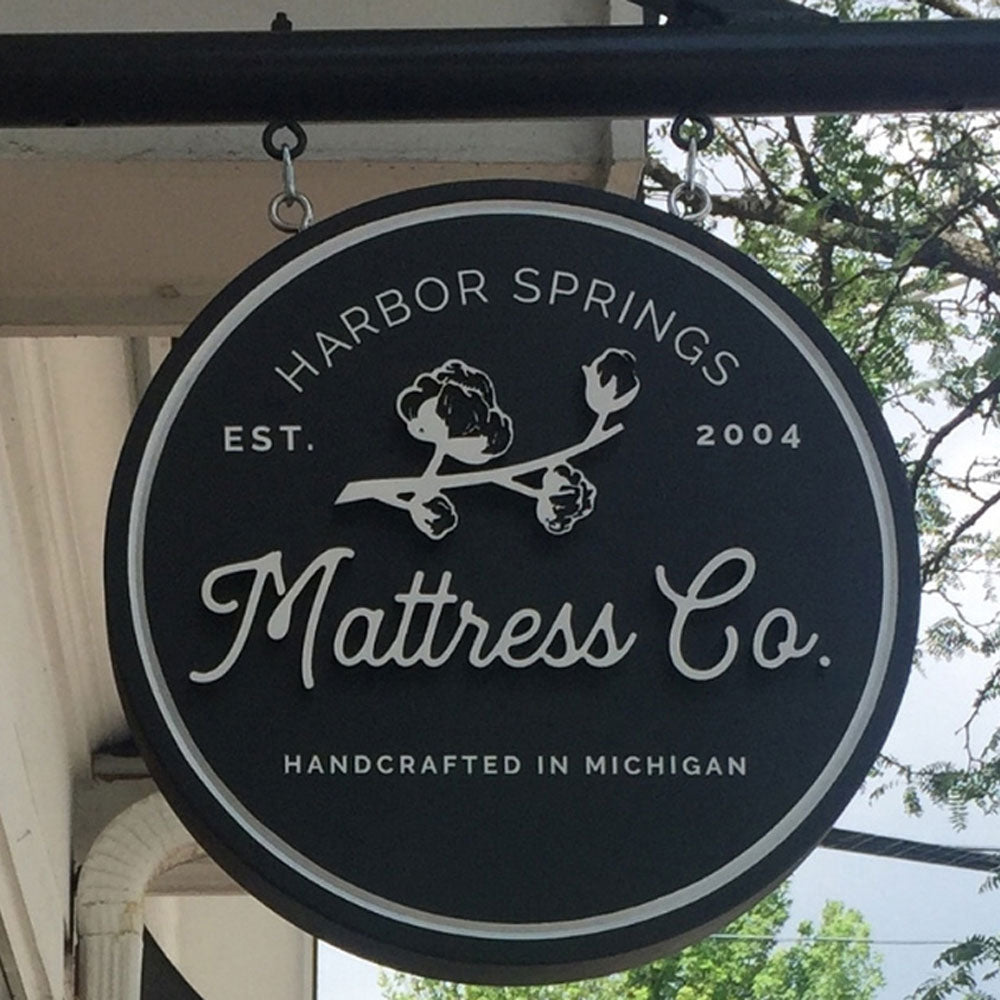 HARBOR SPRINGS
EST. 2004
Mattress Co.
HANDCRAFTED IN MICHIGAN